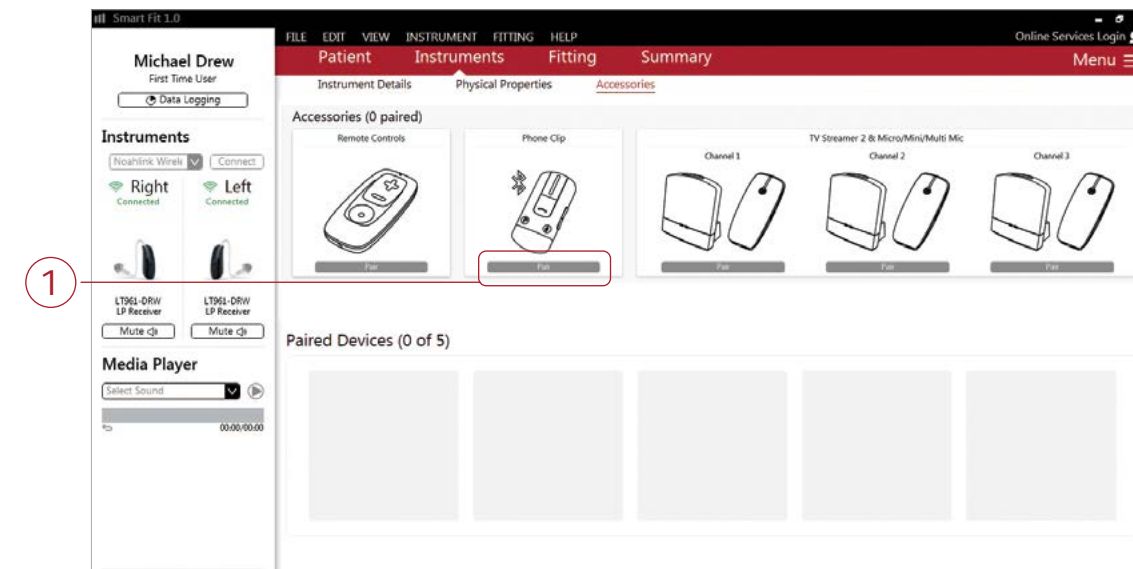 Smart Fit 1.0
FILE EDIT VIEW INSTRUMENT FITTING HELP
Online Services Login
Patient Instruments Fitting Summary
Menu
Instrument Details Physical Properties Accessories
Michael Drew
First Time User
Data Logging
Instruments
Noahlink Wirele Connect
Right Left
Connected Connected
LT961-DRW LT961-DRW
LP Receiver LP Receiver
Mute Mute
Media Player
Select Sound
00:00/00:00
1
Accessories (0 paired)
Remote Controls Phone Clip TV Streamer 2 & Micro/Mini/Multi Mic
Channel 1 Channel 2 Channel 3
Pair Pair Pair Pair Pair
Paired Devices (0 of 5)